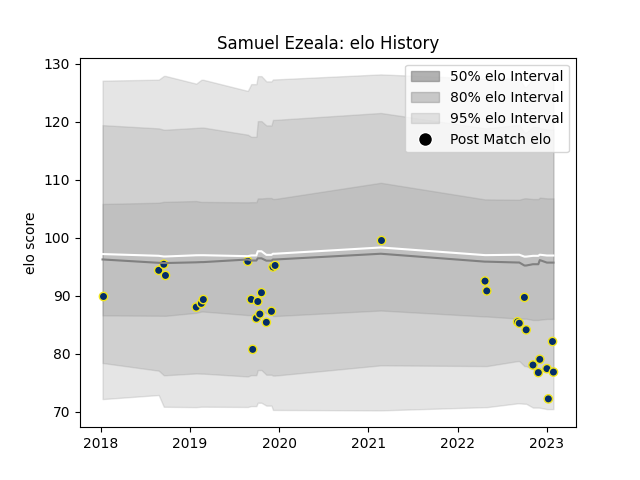 Samuel Ezeala: elo History
130
120
110
100
90
80
70
elo score
50% elo Interval
80% elo Interval
95% elo Interval
Post Match elo
2018 2019 2020 2021 2022 2023